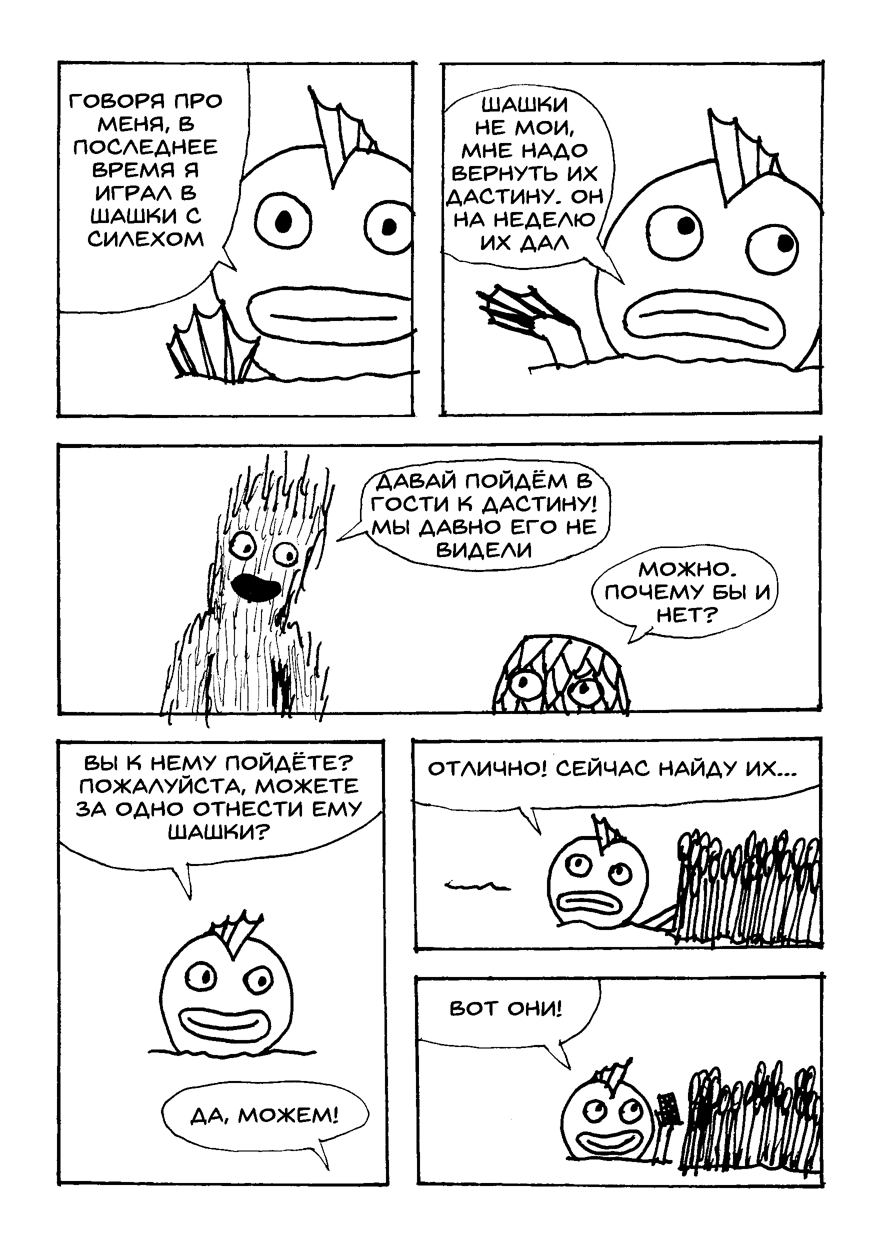 ГОВОРЯ ПРО
МЕНЯ, В
ПОСЛЕДНЕЕ
ВРЕМЯ Я
ИГРАЛ В
ШАШКИ С
СИЛЕХОМ
ШАШКИ
НЕ МОИ,
МНЕ НАДО
ВЕРНУТЬ ИХ
ДАСТИНУ. ОН
НА НЕДЕЛЮ
ИХ ДАЛ
ДАВАЙ ПОЙДЁМ В
ГОСТИ К ДАСТИНУ!
МЫ ДАВНО ЕГО НЕ
ВИДЕЛИ
МОЖНО.
ПОЧЕМУ БЫ И
НЕТ?
ВЫ К НЕМУ ПОЙДЁТЕ?
ПОЖАЛУЙСТА, МОЖЕТЕ
ЗА ОДНО ОТНЕСТИ ЕМУ
ШАШКИ?
ДА, МОЖЕМ!
ОТЛИЧНО! СЕЙЧАС НАЙДУ ИХ...
ВОТ ОНИ!